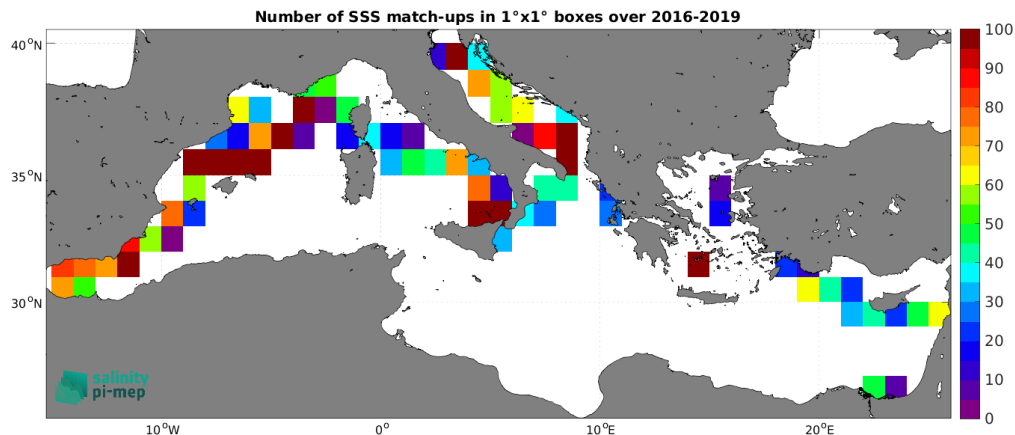 Number of SSS match-ups in 1°x1° boxes over 2016-2019
40°N
35°N
30°N
10°W
0°
10°E
20°E
100
90
80
70
60
50
40
30
20
10
0
salinity
pi-mep